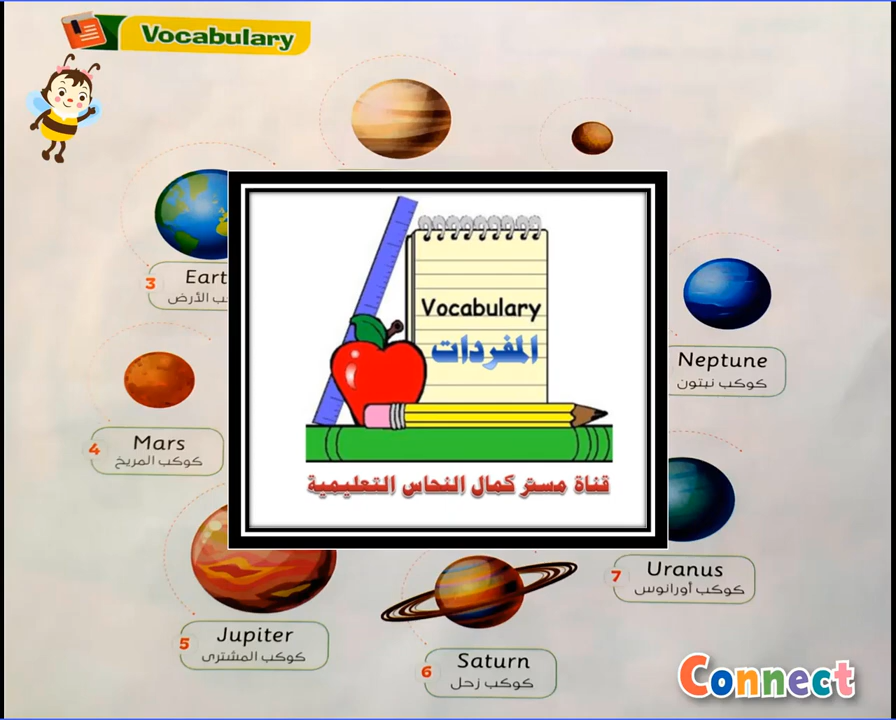 Vocabulary
3
Eart
ب الأرض
Vocabulary
المفردات
Neptune
كوكب نبتون
4
Mars
كوكب المريخ
قناة مستر كمال النحاس التعليمية
7
Uranus
كوكب أورانوس
5
Jupiter
كوكب المشترى
6
Saturn
كوكب زحل
Connect